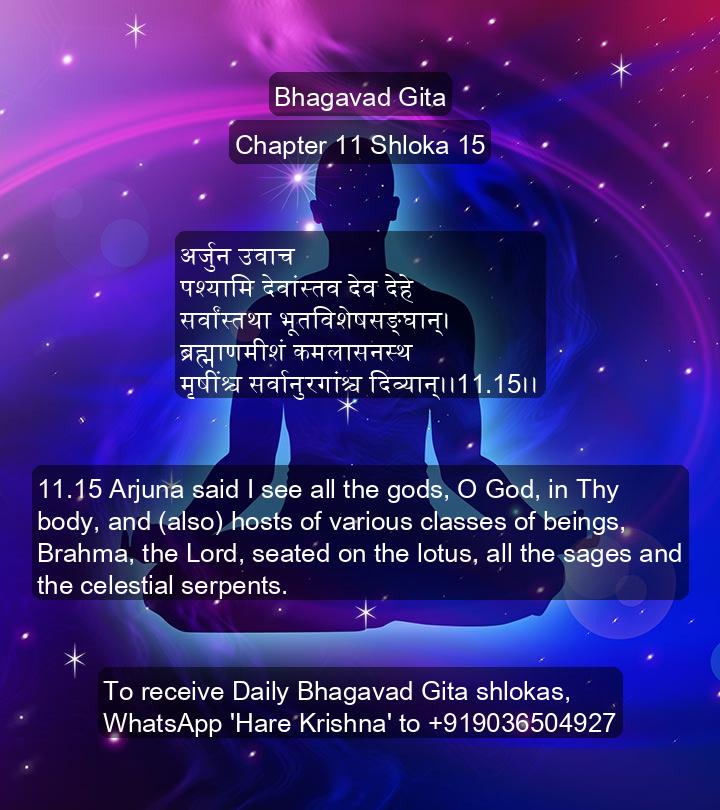 Bhagavad Gita
Chapter 11 Shloka 15
अर्जुन उवाच
पश्यामि देवांस्तव देव देहे
सर्वांस्तथा भूतविशेषसङ्घान्।
ब्रह्माणमीशं कमलासनस्थ
मृषींश्च सर्वानुरगांश्च दिव्यान्।।11.15।।
11.15 Arjuna said I see all the gods, O God, in Thy
body, and (also) hosts of various classes of beings,
Brahma, the Lord, seated on the lotus, all the sages and
the celestial serpents.
To receive Daily Bhagavad Gita shlokas,
WhatsApp 'Hare Krishna' to +919036504927